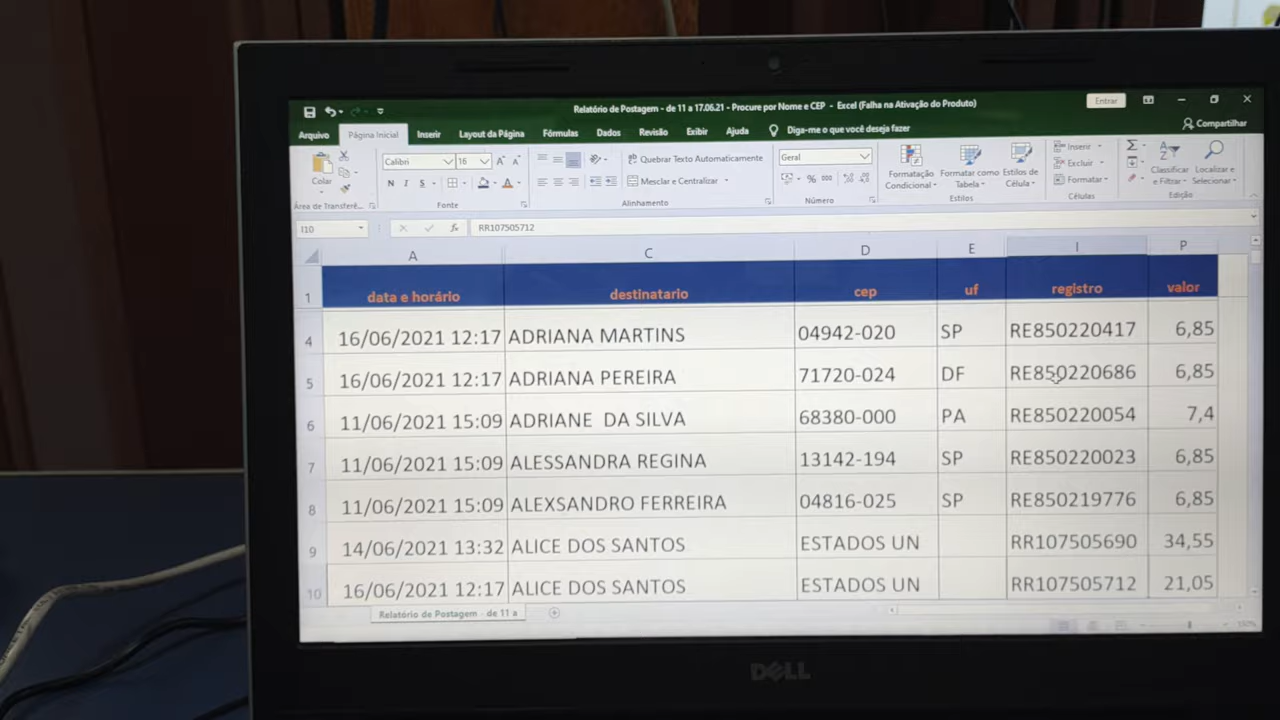 Relatório de Postagem - de 11 a 17.06.21 - Procure por Nome e CEP - Excel (Falha na Ativação do Produto)
Entrar
Arquivo Página Inicial Inserir Layout da Página Fórmulas Dados Revisão Exibir Ajuda Diga-me o que você deseja fazer
Compartilhar
Colar
Calibri 16
N I S
Quebrar Texto Automaticamente
Mesclar e Centralizar
Geral
% 000
Formatação Condicional
Formatar como Tabela
Estilos de Célula
Inserir
Excluir
Formatar
Classificar e Filtrar
Localizar e Selecionar
Área de Transferê... Fonte Alinhamento Número Estilos Células Edição
I10 fx RR107505712
A C D E I P
1 data e horário destinatario cep uf registro valor
4 16/06/2021 12:17 ADRIANA MARTINS 04942-020 SP RE850220417 6,85
5 16/06/2021 12:17 ADRIANA PEREIRA 71720-024 DF RE850220686 6,85
6 11/06/2021 15:09 ADRIANE  DA SILVA 68380-000 PA RE850220054 7,4
7 11/06/2021 15:09 ALESSANDRA REGINA 13142-194 SP RE850220023 6,85
8 11/06/2021 15:09 ALEXSANDRO FERREIRA 04816-025 SP RE850219776 6,85
9 14/06/2021 13:32 ALICE DOS SANTOS ESTADOS UN RR107505690 34,55
10 16/06/2021 12:17 ALICE DOS SANTOS ESTADOS UN RR107505712 21,05
Relatório de Postagem - de 11 a
DELL